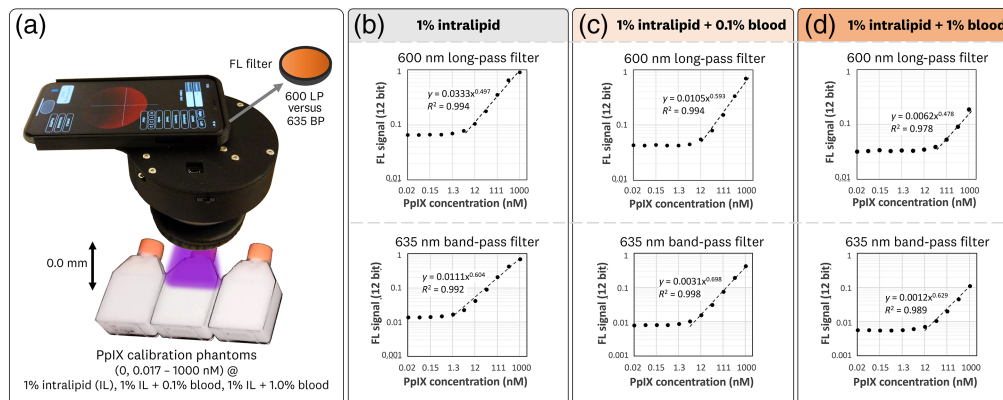 (a)
FL filter
600 LP
versus
635 BP
0.0 mm
PpIX calibration phantoms
(0, 0.017 – 1000 nM) @
1% intralipid (IL), 1% IL + 0.1% blood, 1% IL + 1.0% blood
(b) 1% intralipid
600 nm long-pass filter
FL signal (12 bit)
1
0.1
0,01
y = 0.0333x^0.497
R² = 0.994
0.02 0.15 1.3 12 111 1000
PpIX concentration (nM)
635 nm band-pass filter
FL signal (12 bit)
1
0.1
0.01
0.001
y = 0.0111x^0.604
R² = 0.992
0.02 0.15 1.3 12 111 1000
PpIX concentration (nM)
(c) 1% intralipid + 0.1% blood
600 nm long-pass filter
FL signal (12 bit)
1
0.1
0,01
y = 0.0105x^0.593
R² = 0.994
0.02 0.15 1.3 12 111 1000
PpIX concentration (nM)
635 nm band-pass filter
FL signal (12 bit)
1
0.1
0.01
0.001
y = 0.0031x^0.698
R² = 0.998
0.02 0.15 1.3 12 111 1000
PpIX concentration (nM)
(d) 1% intralipid + 1% blood
600 nm long-pass filter
FL signal (12 bit)
1
0.1
0,01
y = 0.0062x^0.478
R² = 0.978
0.02 0.15 1.3 12 111 1000
PpIX concentration (nM)
635 nm band-pass filter
FL signal (12 bit)
1
0.1
0.01
0.001
y = 0.0012x^0.629
R² = 0.989
0.02 0.15 1.3 12 111 1000
PpIX concentration (nM)